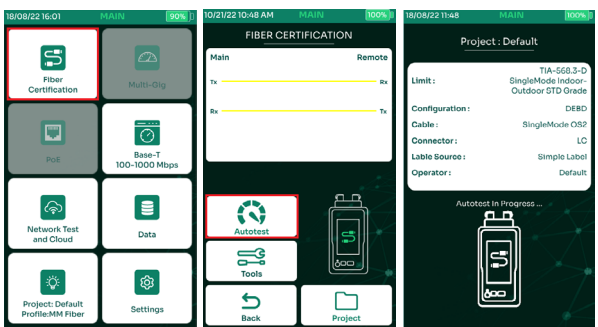 18/08/22 16:01 MAIN 90%
Fiber
Certification
Multi-Gig
PoE
Base-T
100-1000 Mbps
Network Test
and Cloud
Data
Project: Default
Profile:MM Fiber
Settings
10/21/22 10:48 AM MAIN 100%
FIBER CERTIFICATION
Main Remote
Tx Rx
Rx Tx
Autotest
Tools
Back
Project
18/08/22 11:48 MAIN 100%
Project : Default
Limit : TIA-568.3-D
SingleMode Indoor-
Outdoor STD Grade
Configuration : DEBD
Cable : SingleMode OS2
Connector : LC
Lable Source : Simple Label
Operator : Default
Autotest In Progress ...